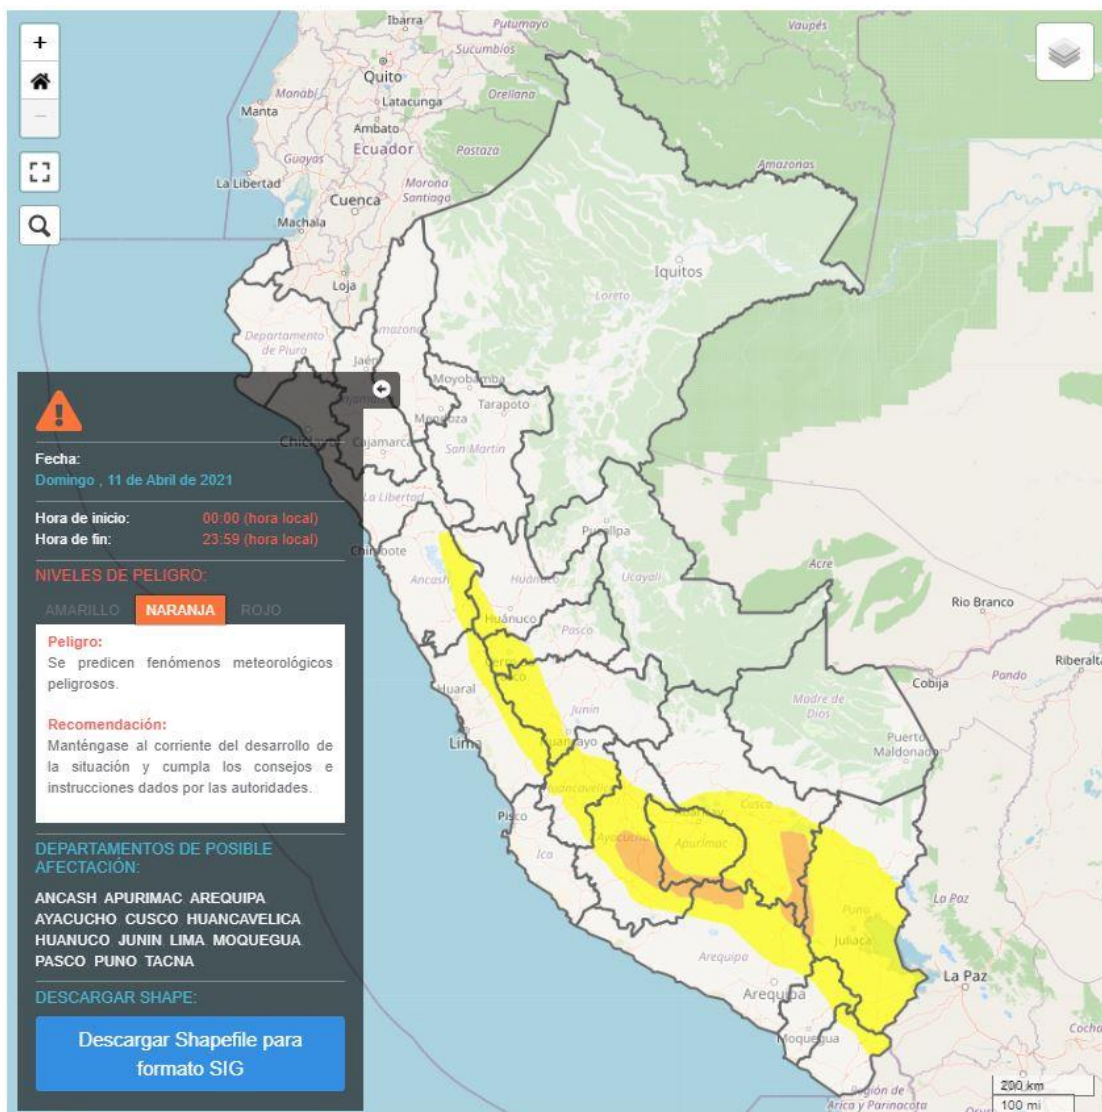 Ibarra
Putumayo
Vaupés
Sucumbíos
Quito
Orellana
Manabí
Latacunga
Manta
Ambato
Ecuador
Pastaza
Amazonas
Guayas
La Libertad
Morona
Santiago
Cuenca
Machala
Iquitos
Loja
Loreto
Departamento
de Piura
Jaén
Moyobamba
Tarapoto
Chiclayo
Cajamarca
San Martín
La Libertad
Pucallpa
Chimbote
Ancash
Huánuco
Ucayali
Acre
Rio Branco
Huánuco
Pasco
Riberalta
Cobija
Pando
Huaral
Junín
Madre de
Dios
Lima
Huancayo
Puerto
Maldonado
Huancavelica
Cusco
Pisco
Ayacucho
Apurímac
Ica
La Paz
Puno
Juliaca
Arequipa
La Paz
Arequipa
Moquegua
Región de
Arica y Parinacota
200 km
100 mi
Fecha:
Domingo , 11 de Abril de 2021
Hora de inicio: 00:00 (hora local)
Hora de fin: 23:59 (hora local)
NIVELES DE PELIGRO:
AMARILLO NARANJA ROJO
Peligro:
Se predicen fenómenos meteorológicos
peligrosos.
Recomendación:
Manténgase al corriente del desarrollo de
la situación y cumpla los consejos e
instrucciones dados por las autoridades.
DEPARTAMENTOS DE POSIBLE
AFECTACIÓN:
ANCASH APURIMAC AREQUIPA
AYACUCHO CUSCO HUANCAVELICA
HUANUCO JUNIN LIMA MOQUEGUA
PASCO PUNO TACNA
DESCARGAR SHAPE:
Descargar Shapefile para
formato SIG